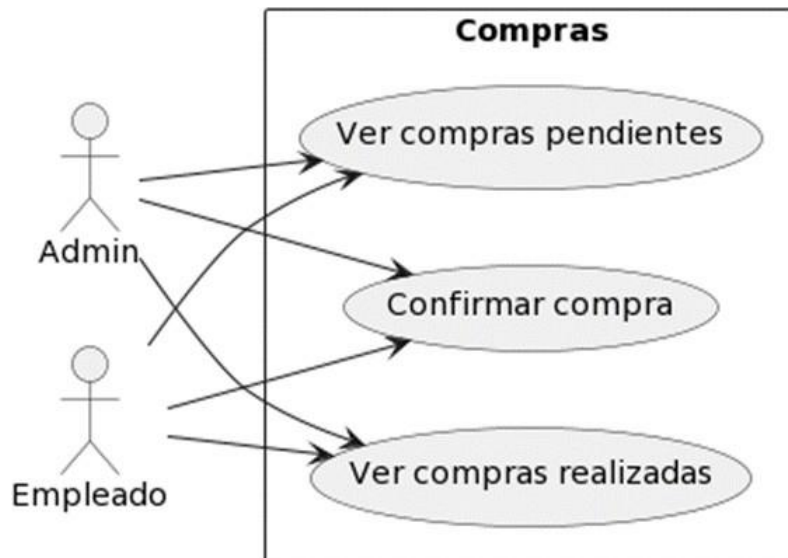 Compras
Ver compras pendientes
Admin
Confirmar compra
Ver compras realizadas
Empleado